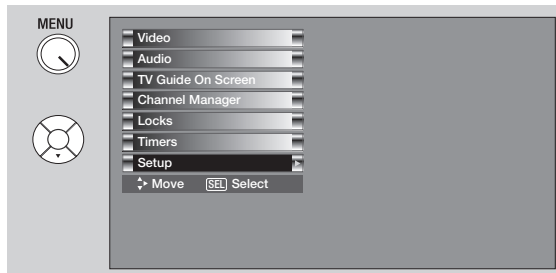 MENU
Video
Audio
TV Guide On Screen
Channel Manager
Locks
Timers
Setup
Move SEL Select